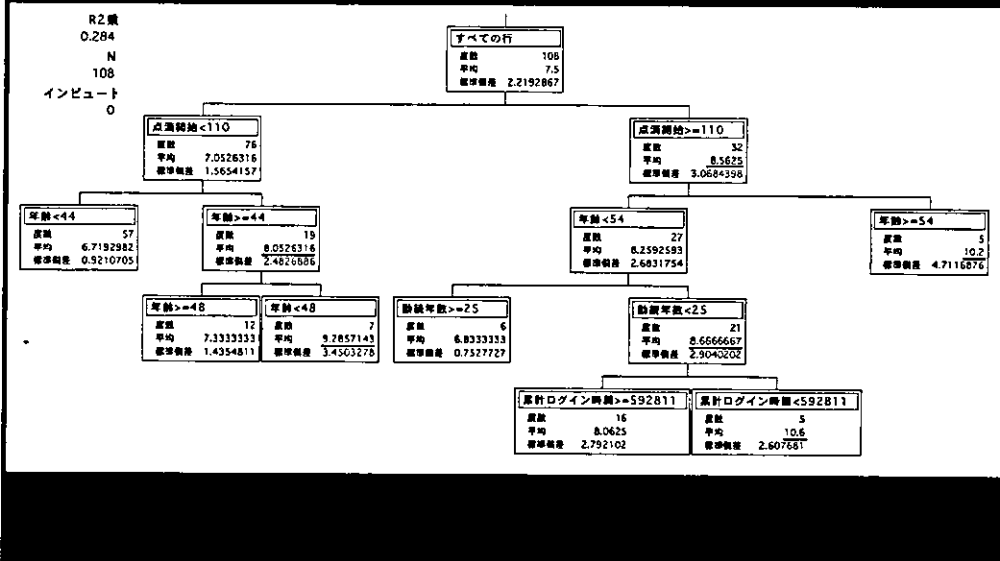 R2乗
0.284
N
108
インピュート
0
すべての行
度数 108
平均 7.5
標準偏差 2.2192867
点滴開始<110
度数 76
平均 7.0526316
標準偏差 1.5654157
点滴開始>=110
度数 32
平均 8.5625
標準偏差 3.0684398
年齢<44
度数 57
平均 6.7192982
標準偏差 0.9210705
年齢>=44
度数 19
平均 8.0526316
標準偏差 2.4826886
年齢<54
度数 27
平均 8.2592593
標準偏差 2.6831754
年齢>=54
度数 5
平均 10.2
標準偏差 4.7116876
年齢>=48
度数 12
平均 7.3333333
標準偏差 1.4354811
年齢<48
度数 7
平均 9.2857143
標準偏差 3.4503278
勤続年数>=25
度数 6
平均 6.8333333
標準偏差 0.7527727
勤続年数<25
度数 21
平均 8.6666667
標準偏差 2.9040202
累計ログイン時間>=592811
度数 16
平均 8.0625
標準偏差 2.792102
累計ログイン時間<592811
度数 5
平均 10.6
標準偏差 2.607681